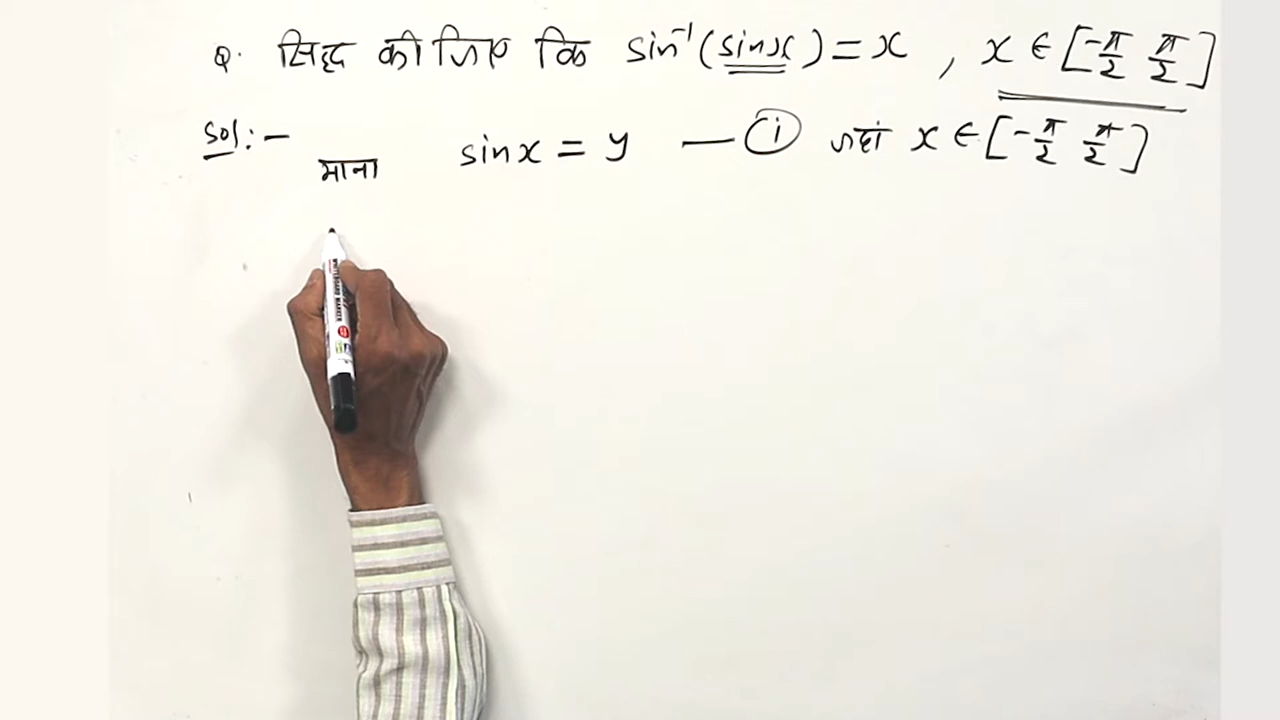 Q. सिद्ध कीजिए कि sin⁻¹(sinx) = x , x ∈ [-π/2 π/2]
Sol:- माना sinx = y — (i) जहां x ∈ [-π/2 π/2]